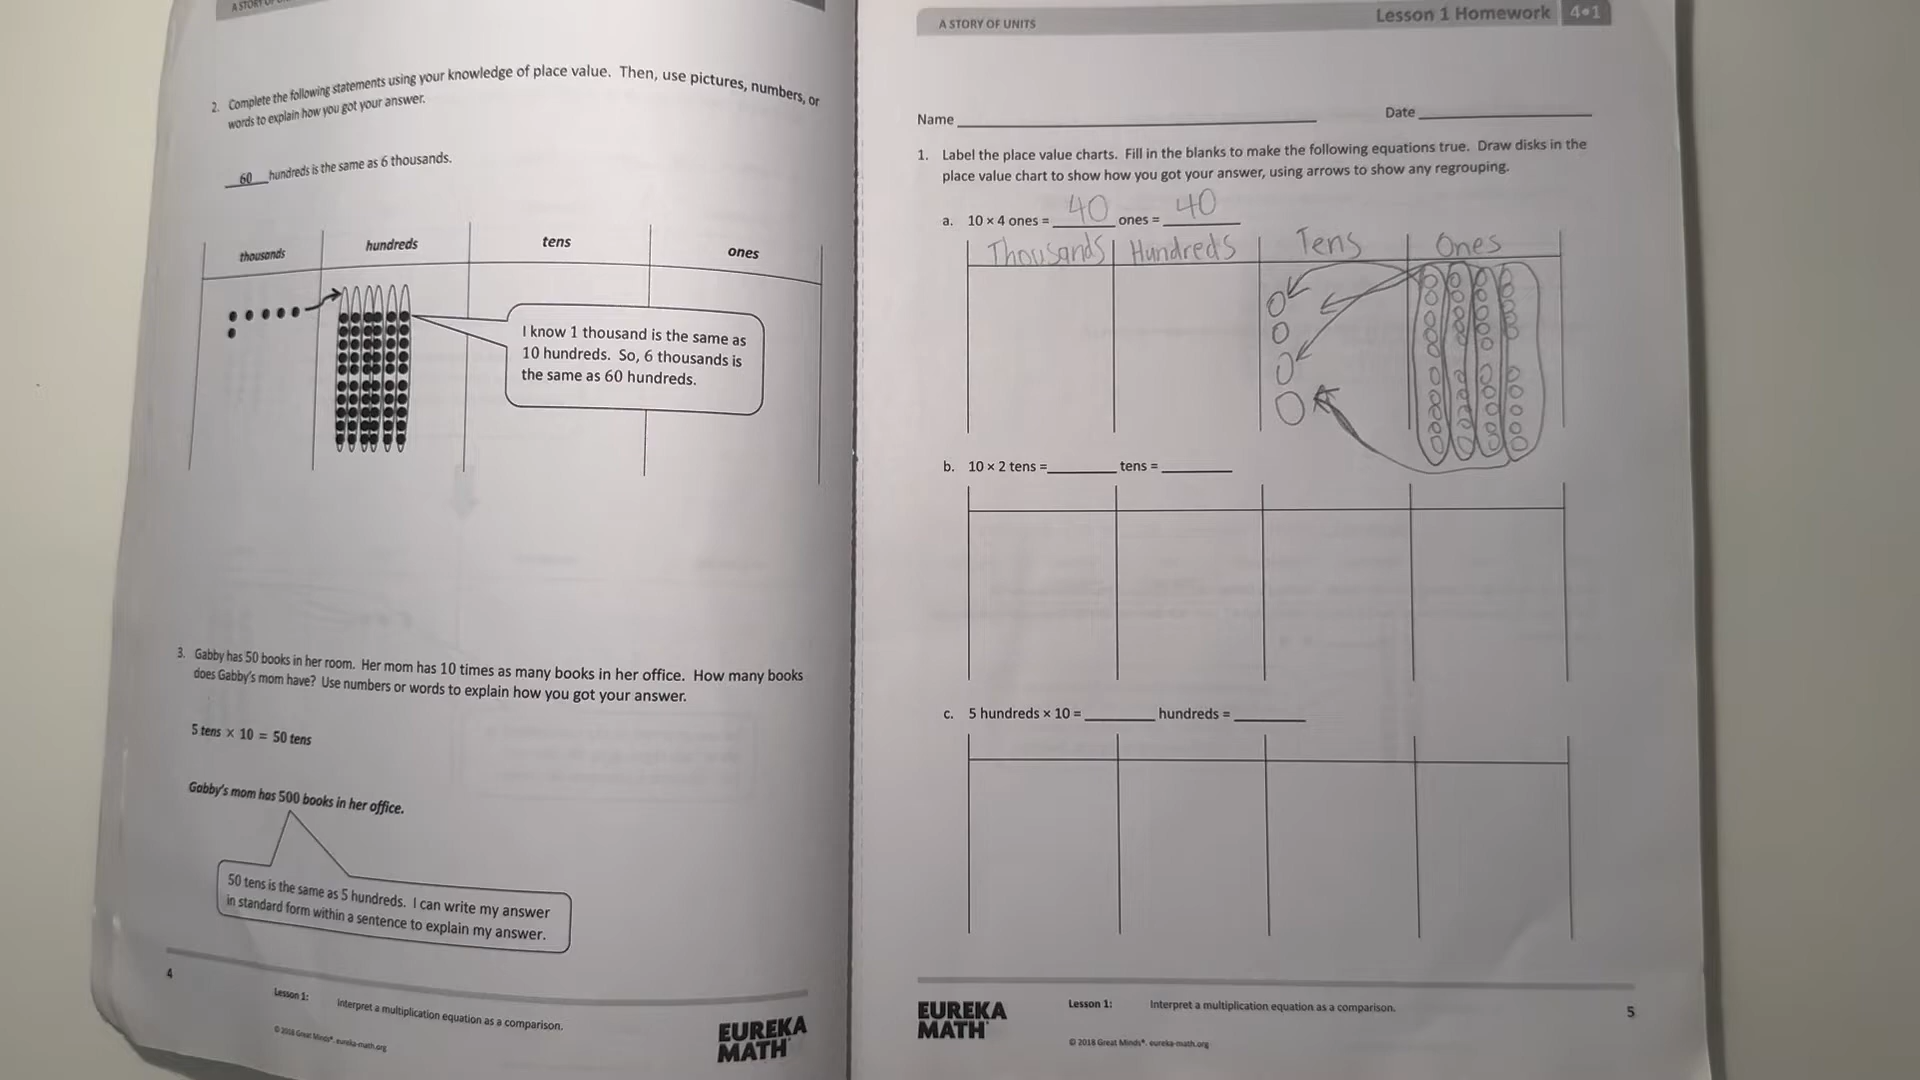 2. Complete the following statements using your knowledge of place value. Then, use pictures, numbers, or
words to explain how you got your answer.
60 hundreds is the same as 6 thousands.
thousands hundreds tens ones
I know 1 thousand is the same as
10 hundreds. So, 6 thousands is
the same as 60 hundreds.
3. Gabby has 50 books in her room. Her mom has 10 times as many books in her office. How many books
does Gabby's mom have? Use numbers or words to explain how you got your answer.
5 tens × 10 = 50 tens
Gabby's mom has 500 books in her office.
50 tens is the same as 5 hundreds. I can write my answer
in standard form within a sentence to explain my answer.
4
Lesson 1: Interpret a multiplication equation as a comparison.
© 2018 Great Minds®. eureka-math.org
EUREKA
MATH
A STORY OF UNITS
Lesson 1 Homework 4•1
Name Date
1. Label the place value charts. Fill in the blanks to make the following equations true. Draw disks in the
place value chart to show how you got your answer, using arrows to show any regrouping.
a. 10 × 4 ones = 40 ones = 40
Thousands Hundreds Tens Ones
b. 10 × 2 tens = ________ tens = ________
c. 5 hundreds × 10 = ________ hundreds = ________
EUREKA
MATH
Lesson 1: Interpret a multiplication equation as a comparison.
© 2018 Great Minds®. eureka-math.org
5